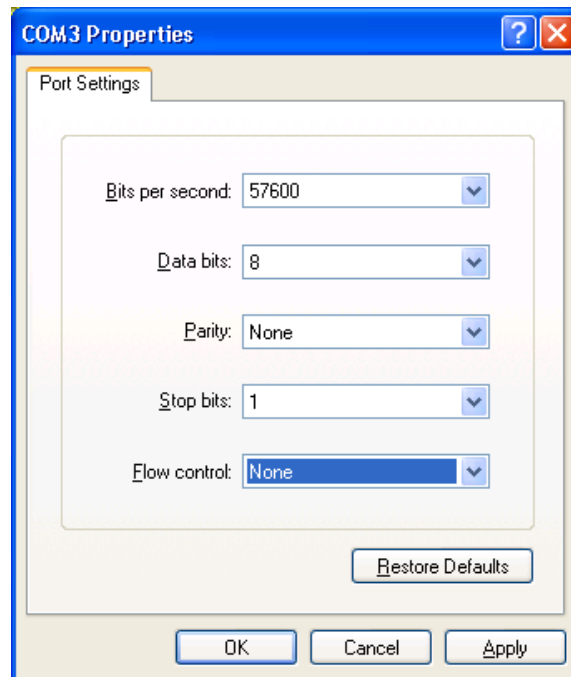 COM3 Properties
Port Settings
Bits per second: 57600
Data bits: 8
Parity: None
Stop bits: 1
Flow control: None
Restore Defaults
OK Cancel Apply